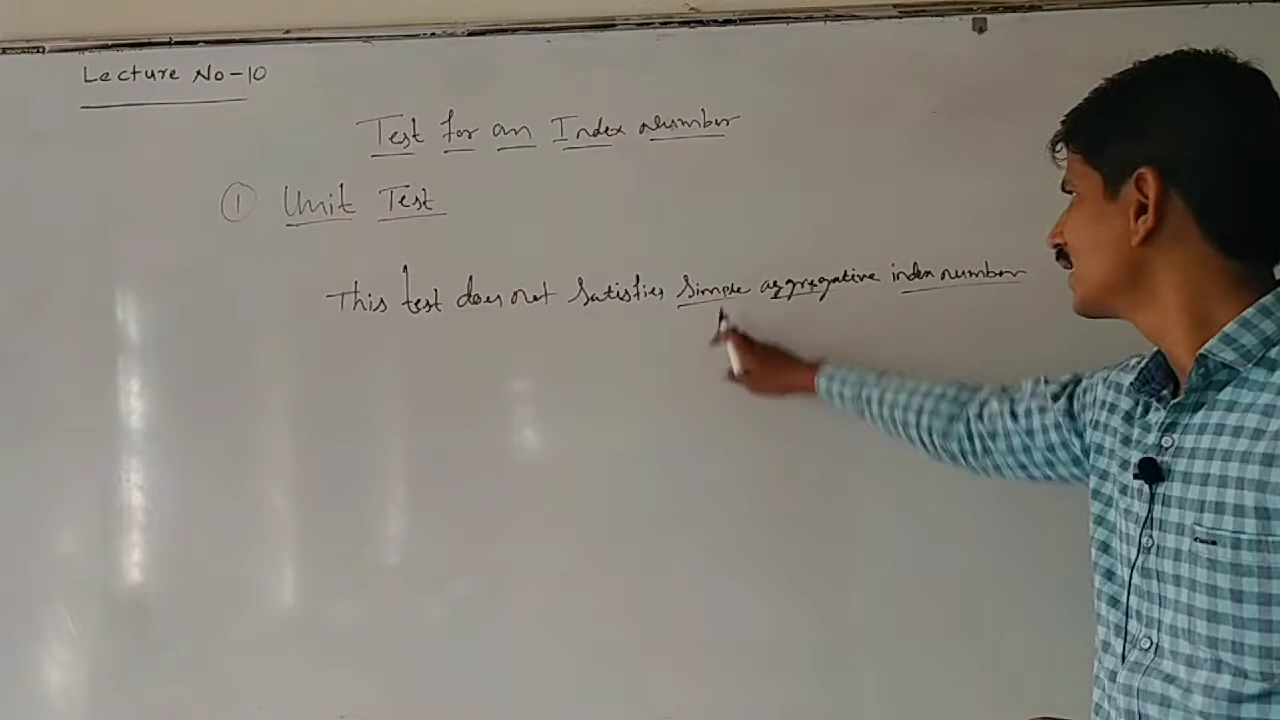 Lecture No-10
Test for an Index Number
① Unit Test
This test does not Satisfies Simple aggregative index number